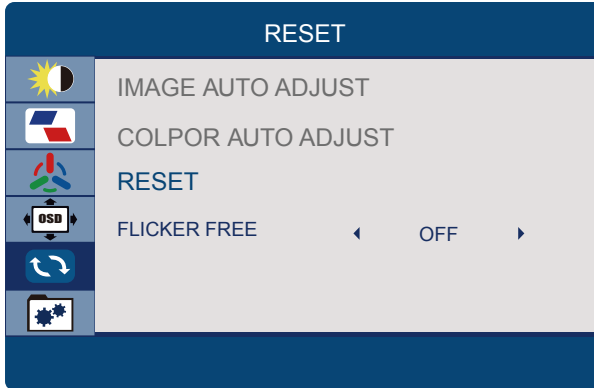 RESET
IMAGE AUTO ADJUST
COLPOR AUTO ADJUST
RESET
OSD
FLICKER FREE OFF